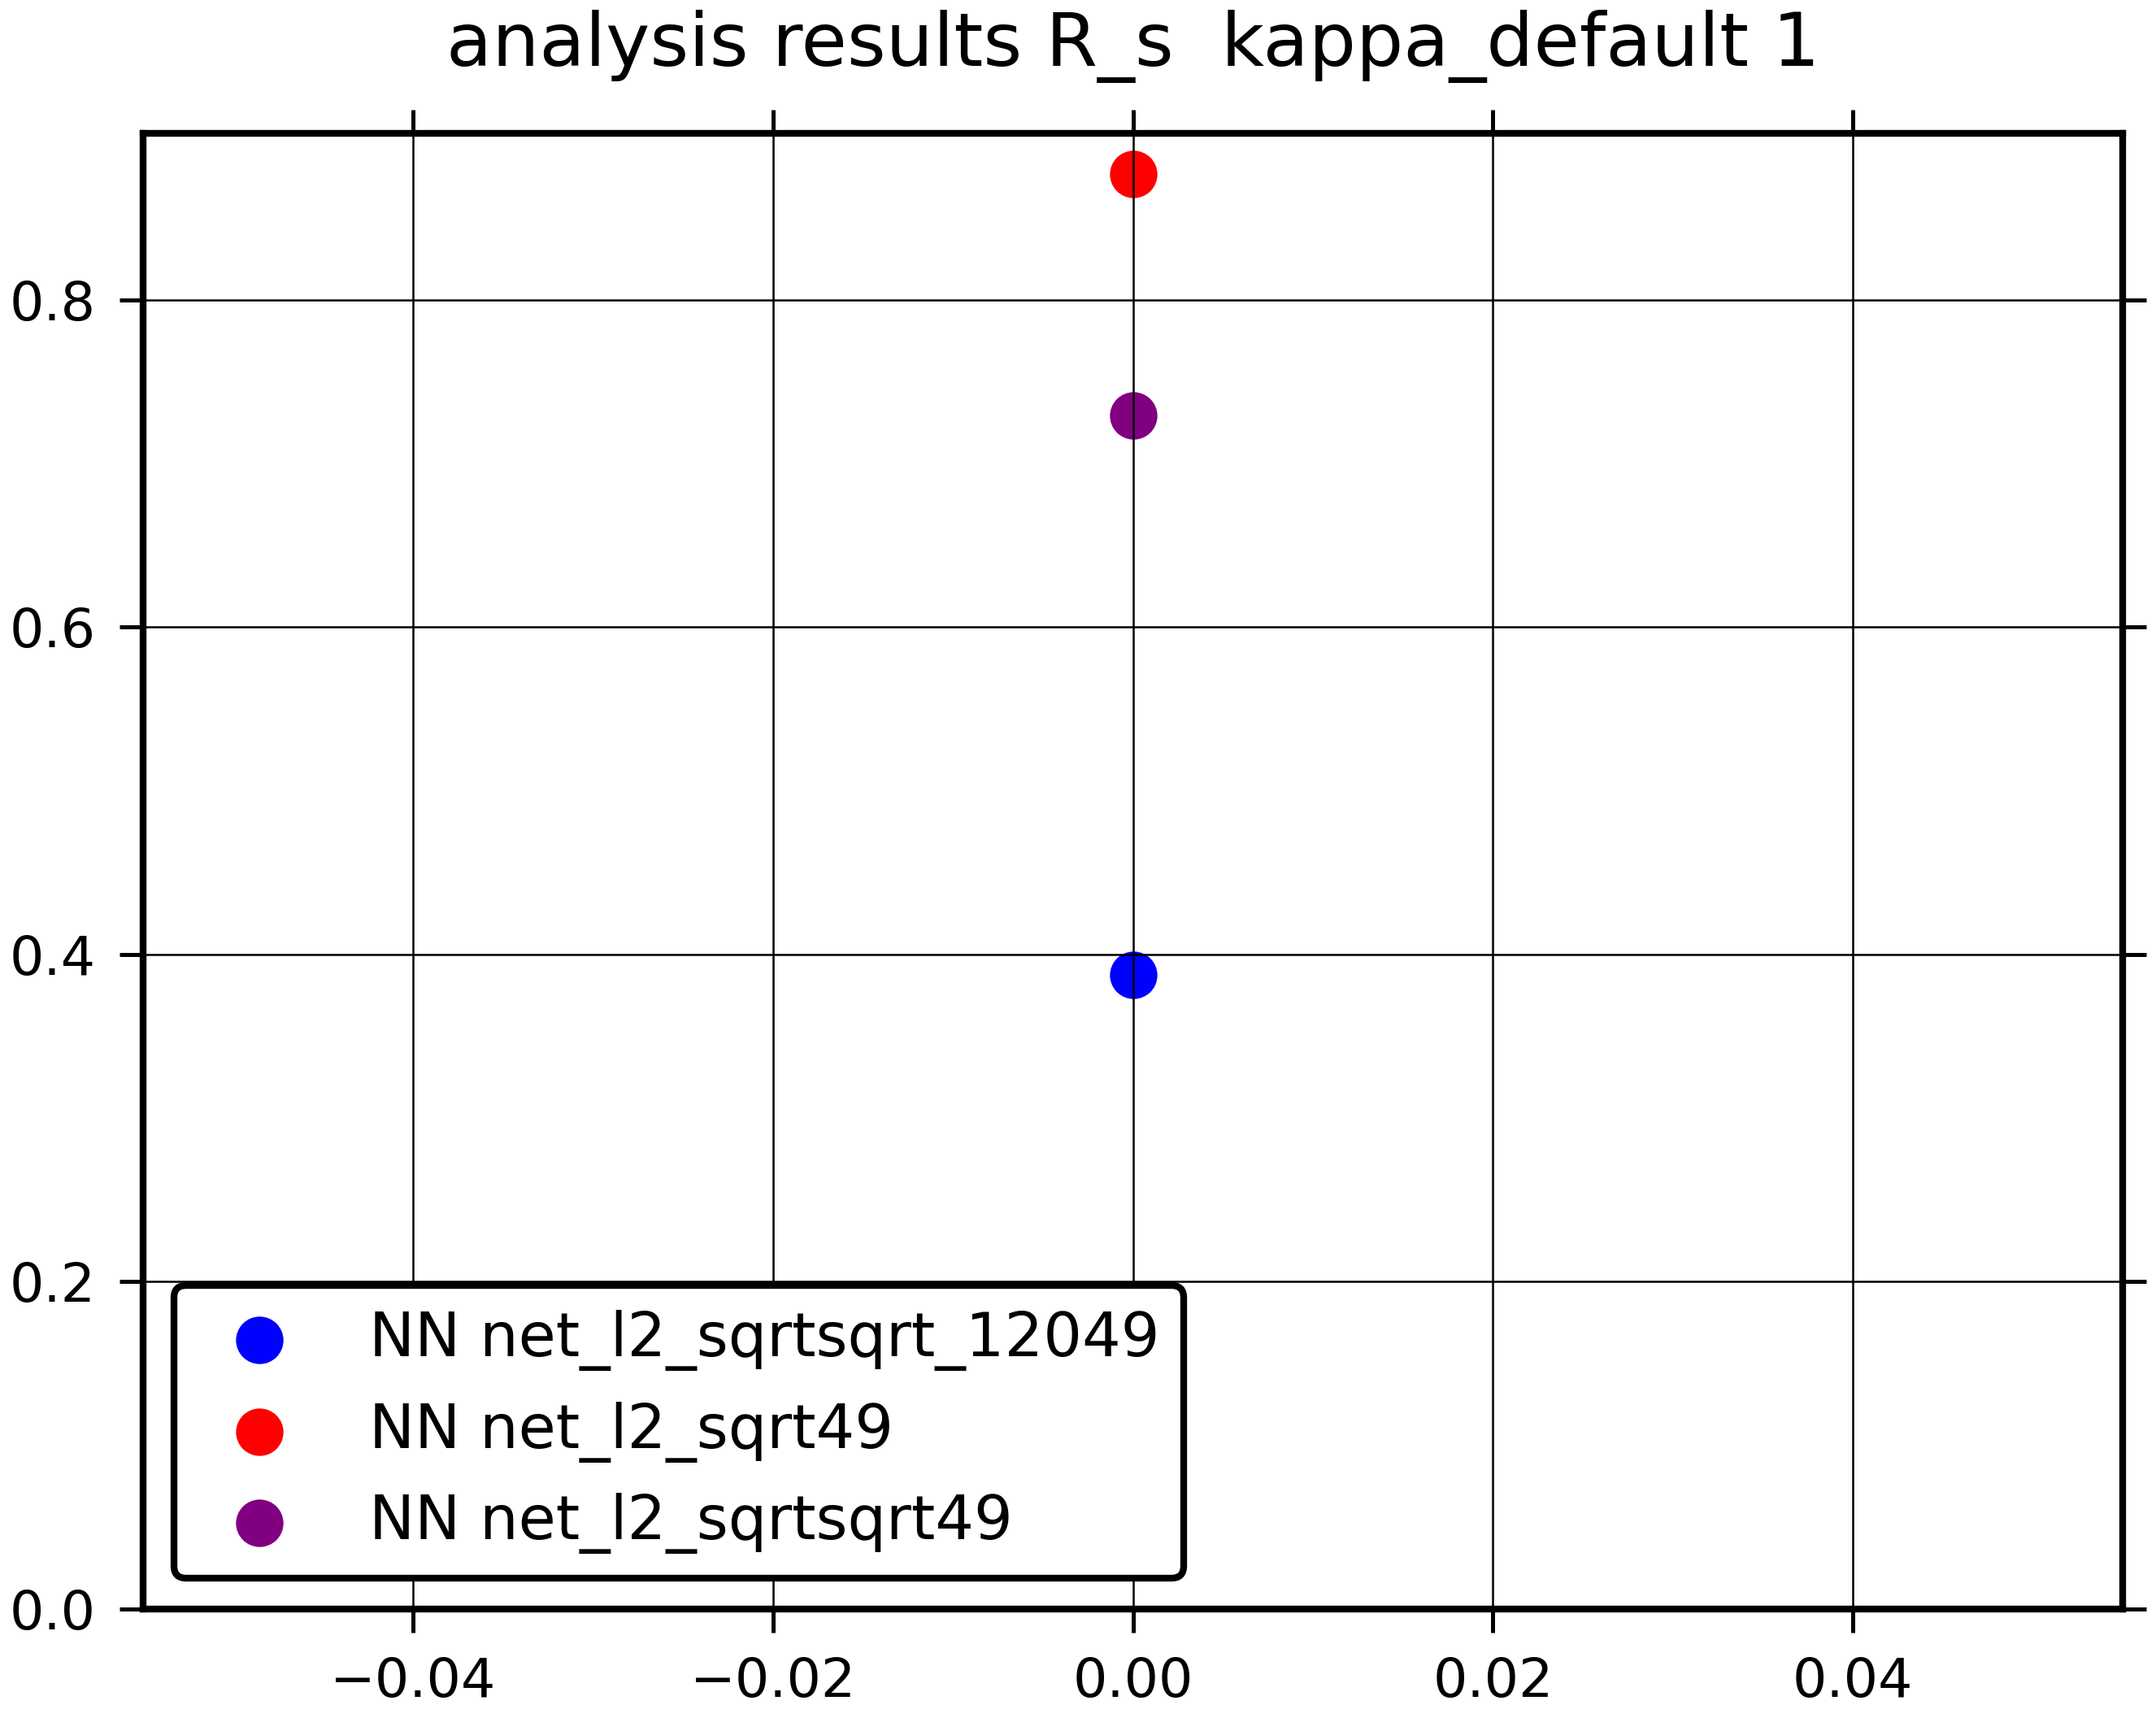 analysis results R_s  kappa_default 1
0.8
0.6
0.4
0.2
0.0
NN net_l2_sqrtsqrt_12049
NN net_l2_sqrt49
NN net_l2_sqrtsqrt49
−0.04 −0.02 0.00 0.02 0.04